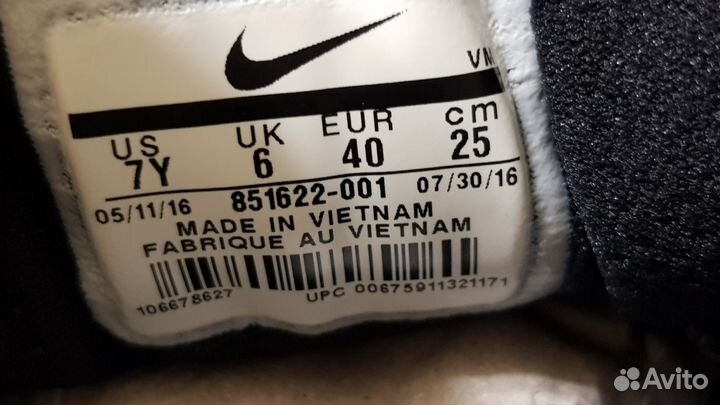 VM
US UK EUR cm
7Y 6 40 25
05/11/16 851622-001 07/30/16
MADE IN VIETNAM
FABRIQUE AU VIETNAM
106678627 UPC 00675911321171
Avito